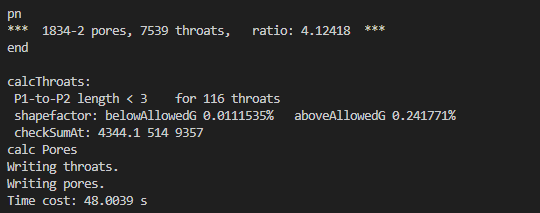 pn
*** 1834-2 pores, 7539 throats, ratio: 4.12418 ***
end
calcThroats:
P1-to-P2 length < 3 for 116 throats
shapefactor: belowAllowedG 0.0111535% aboveAllowedG 0.241771%
checkSumAt: 4344.1 514 9357
calc Pores
Writing throats.
Writing pores.
Time cost: 48.0039 s